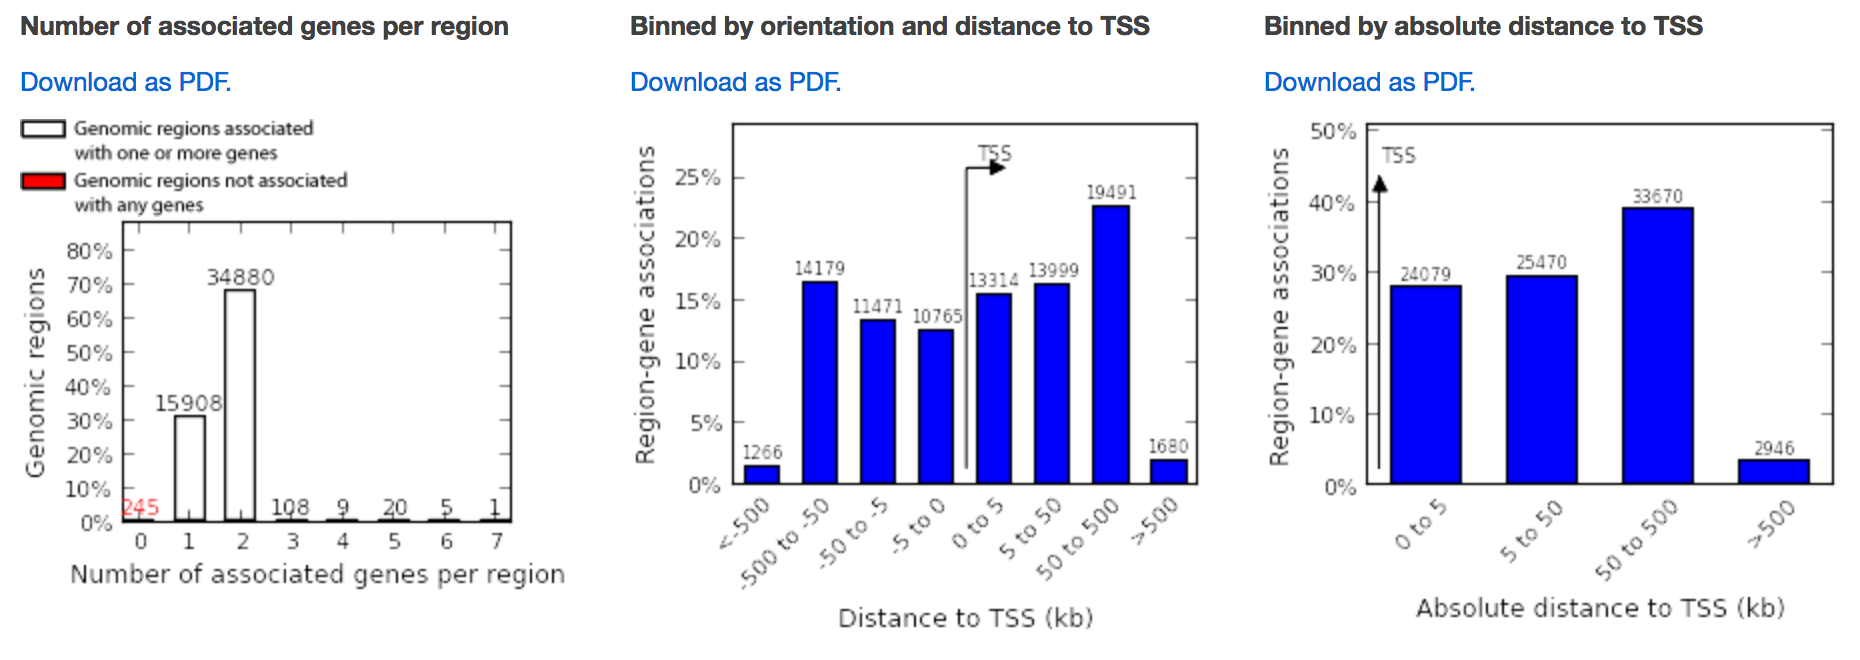 Number of associated genes per region
Download as PDF.
Genomic regions associated
with one or more genes
Genomic regions not associated
with any genes
Genomic regions
80%
70%
60%
50%
40%
30%
20%
10%
0%
245
15908
34880
108
9
20
5
1
0 1 2 3 4 5 6 7
Number of associated genes per region
Binned by orientation and distance to TSS
Download as PDF.
Region-gene associations
25%
20%
15%
10%
5%
0%
TSS
1266
14179
11471
10765
13314
13999
19491
1680
<-500
-500 to -50
-50 to -5
-5 to 0
0 to 5
5 to 50
50 to 500
>500
Distance to TSS (kb)
Binned by absolute distance to TSS
Download as PDF.
Region-gene associations
50%
40%
30%
20%
10%
0%
TSS
24079
25470
33670
2946
0 to 5
5 to 50
50 to 500
>500
Absolute distance to TSS (kb)